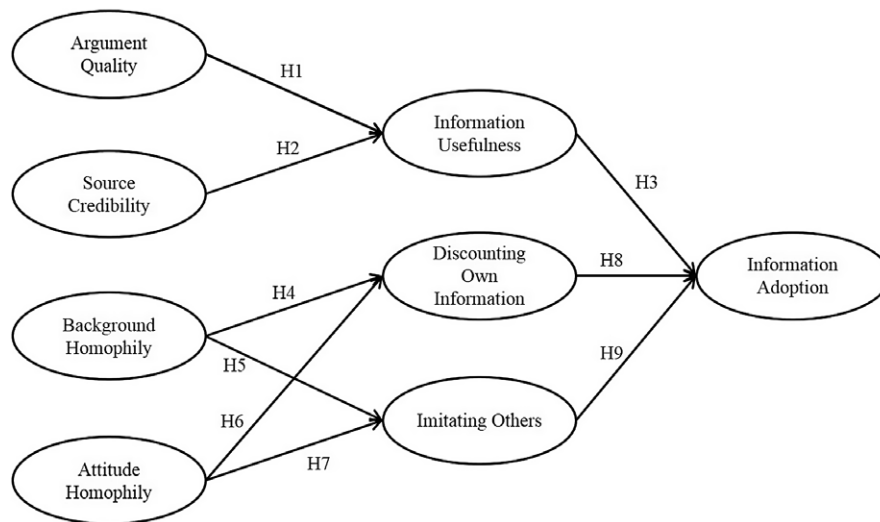 Argument
Quality
H1
Information
Usefulness
H2
Source
Credibility
H3
Discounting
Own
Information
H8
Information
Adoption
H4
Background
Homophily
H5
H9
H6
Imitating Others
H7
Attitude
Homophily